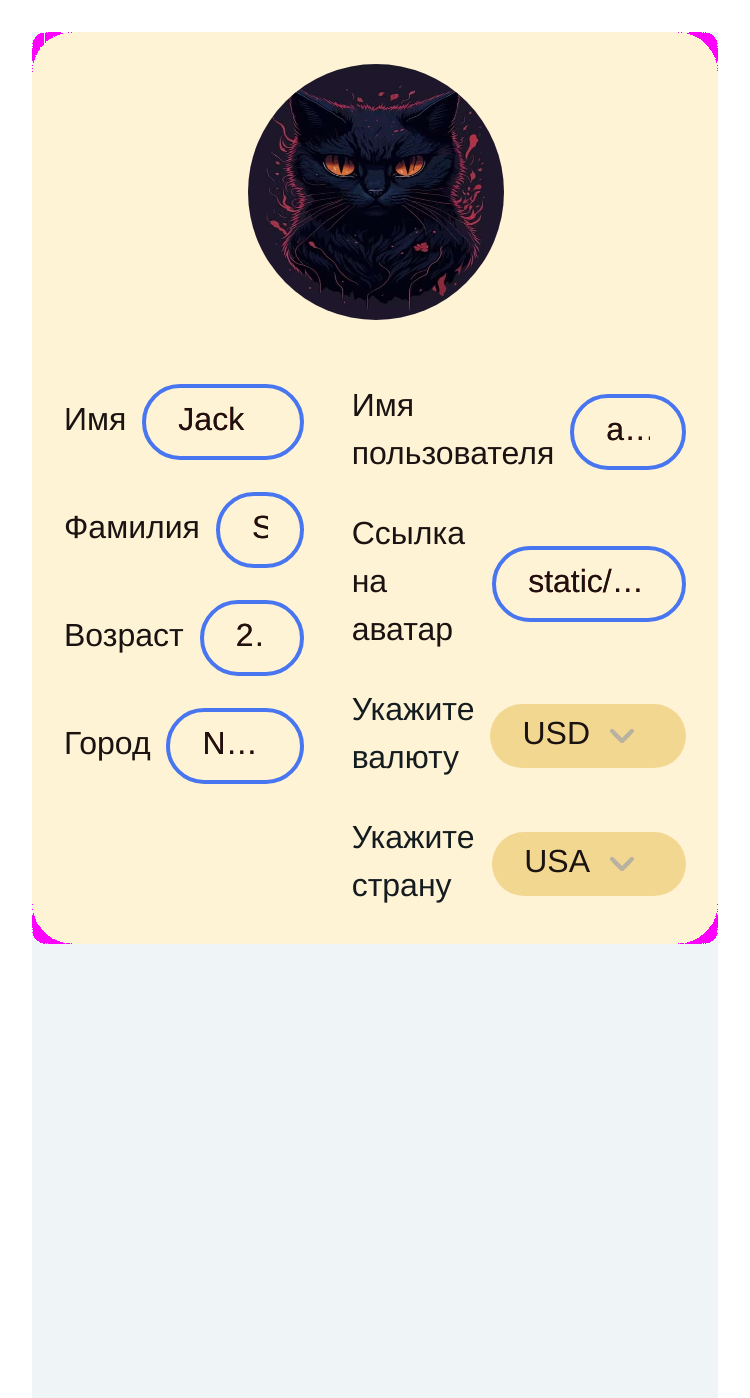 Имя
Jack
Фамилия
S
Возраст
2.
Город
N...
Имя
пользователя
a...
Ссылка
на
аватар
static/...
Укажите
валюту
USD
Укажите
страну
USA